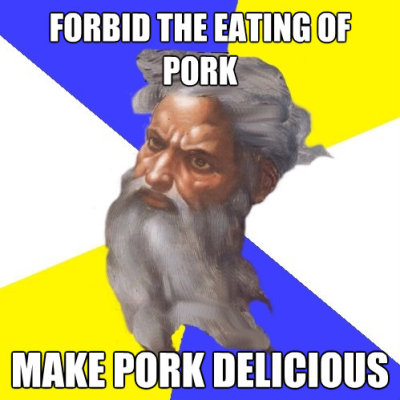 FORBID THE EATING OF
PORK
MAKE PORK DELICIOUS